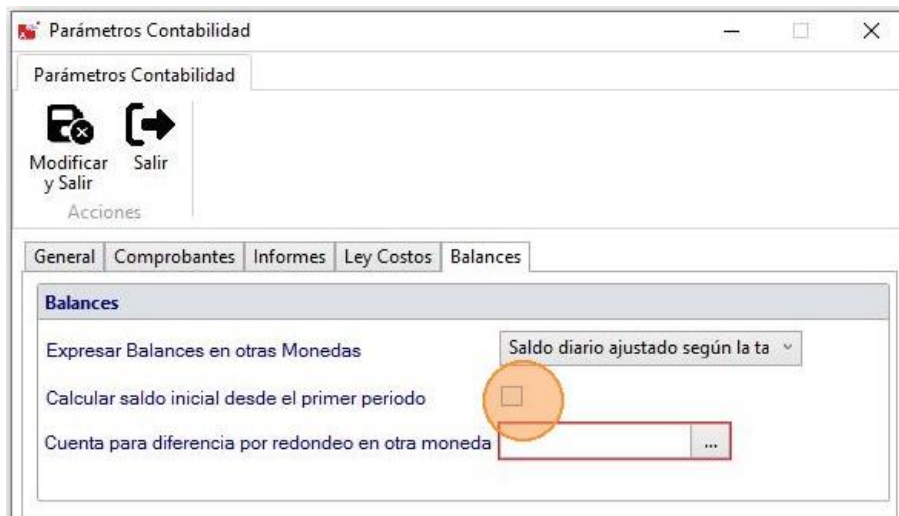 Parámetros Contabilidad
Parámetros Contabilidad
Modificar y Salir
Salir
Acciones
General Comprobantes Informes Ley Costos Balances
Balances
Expresar Balances en otras Monedas Saldo diario ajustado según la ta
Calcular saldo inicial desde el primer periodo
Cuenta para diferencia por redondeo en otra moneda ...